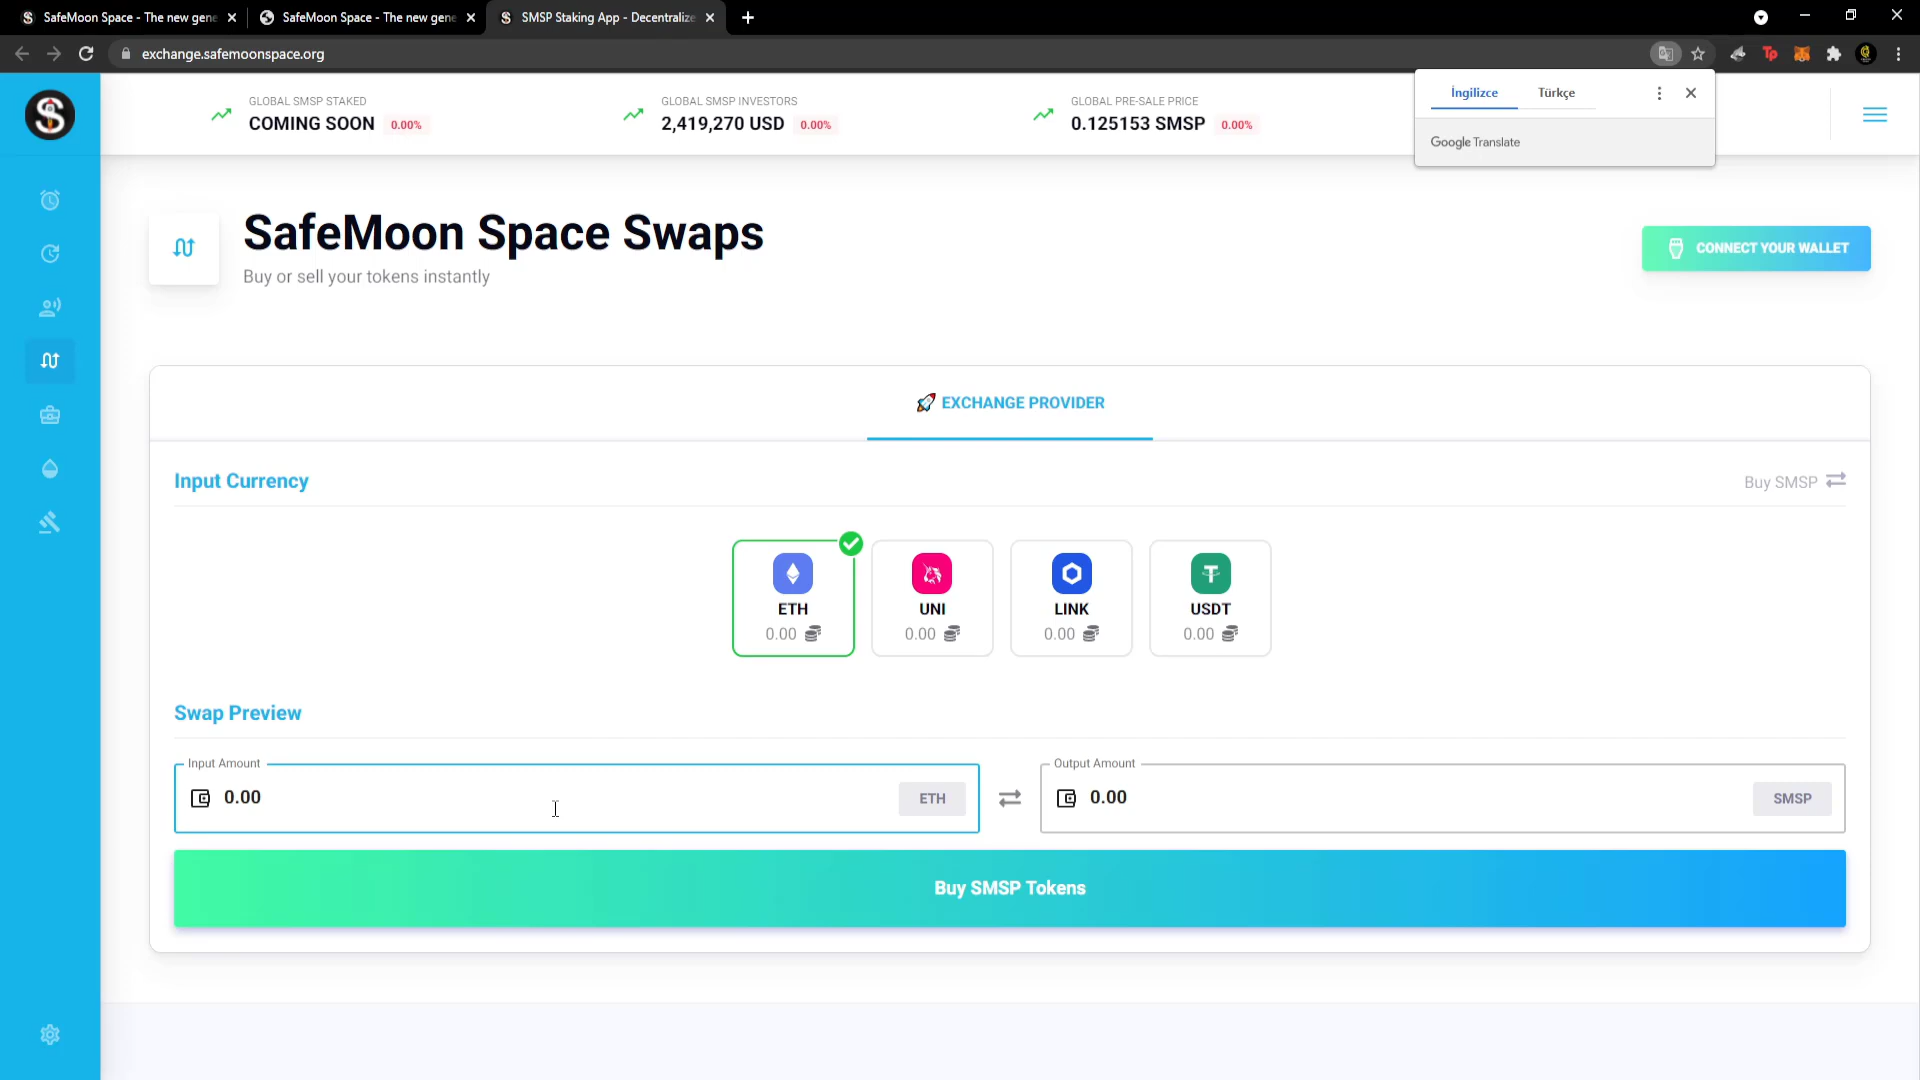 SafeMoon Space - The new gene
SafeMoon Space - The new gene
SMSP Staking App - Decentralize
exchange.safemoonspace.org
Tp
İngilizce
Türkçe
Google Translate
GLOBAL SMSP STAKED
COMING SOON 0.00%
GLOBAL SMSP INVESTORS
2,419,270 USD 0.00%
GLOBAL PRE-SALE PRICE
0.125153 SMSP 0.00%
SafeMoon Space Swaps
Buy or sell your tokens instantly
CONNECT YOUR WALLET
EXCHANGE PROVIDER
Input Currency
Buy SMSP
ETH
0.00
UNI
0.00
LINK
0.00
USDT
0.00
Swap Preview
Input Amount
0.00
ETH
Output Amount
0.00
SMSP
Buy SMSP Tokens